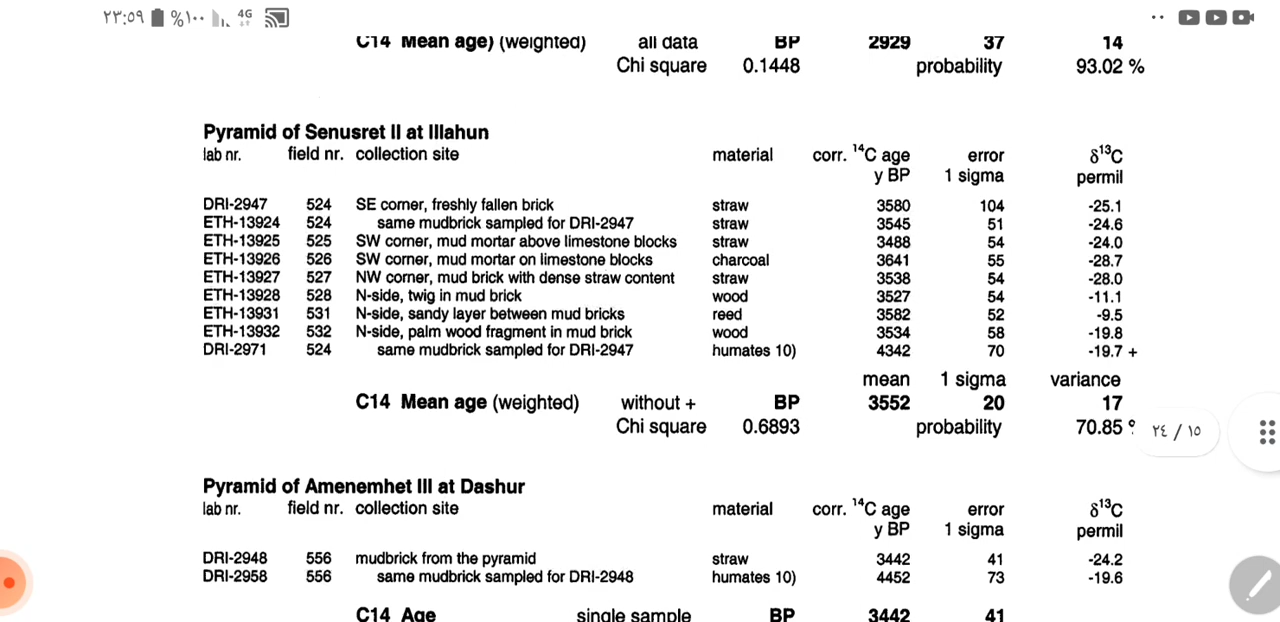 ٢٣:٥٩ %١٠٠ 4G
C14 Mean age) (weighted) all data BP 2929 37 14
Chi square 0.1448 probability 93.02 %
Pyramid of Senusret II at Illahun
lab nr. field nr. collection site material corr. ¹⁴C age error δ¹³C
y BP 1 sigma permil
DRI-2947 524 SE corner, freshly fallen brick straw 3580 104 -25.1
ETH-13924 524 same mudbrick sampled for DRI-2947 straw 3545 51 -24.6
ETH-13925 525 SW corner, mud mortar above limestone blocks straw 3488 54 -24.0
ETH-13926 526 SW corner, mud mortar on limestone blocks charcoal 3641 55 -28.7
ETH-13927 527 NW corner, mud brick with dense straw content straw 3538 54 -28.0
ETH-13928 528 N-side, twig in mud brick wood 3527 54 -11.1
ETH-13931 531 N-side, sandy layer between mud bricks reed 3582 52 -9.5
ETH-13932 532 N-side, palm wood fragment in mud brick wood 3534 58 -19.8
DRI-2971 524 same mudbrick sampled for DRI-2947 humates 10) 4342 70 -19.7 +
mean 1 sigma variance
C14 Mean age (weighted) without + BP 3552 20 17
Chi square 0.6893 probability 70.85
٢٤ / ١٥
Pyramid of Amenemhet III at Dashur
lab nr. field nr. collection site material corr. ¹⁴C age error δ¹³C
y BP 1 sigma permil
DRI-2948 556 mudbrick from the pyramid straw 3442 41 -24.2
DRI-2958 556 same mudbrick sampled for DRI-2948 humates 10) 4452 73 -19.6
C14 Age single sample BP 3442 41